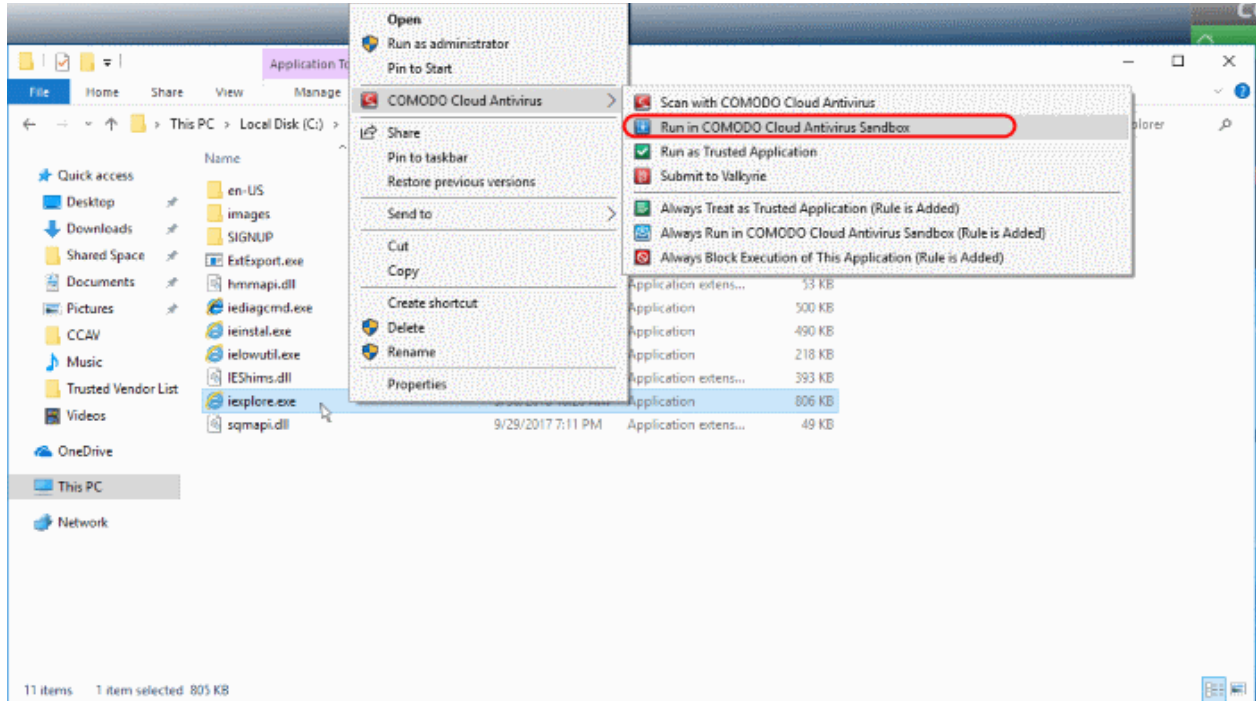 C
Application To
File Home Share View Manage
This PC > Local Disk (C:) >
plorer
Open
Run as administrator
Pin to Start
COMODO Cloud Antivirus
Share
Pin to taskbar
Restore previous versions
Send to
Cut
Copy
Create shortcut
Delete
Rename
Properties
Scan with COMODO Cloud Antivirus
Run in COMODO Cloud Antivirus Sandbox
Run as Trusted Application
Submit to Valkyrie
Always Treat as Trusted Application (Rule is Added)
Always Run in COMODO Cloud Antivirus Sandbox (Rule is Added)
Always Block Execution of This Application (Rule is Added)
Quick access
Desktop
Downloads
Shared Space
Documents
Pictures
CCAV
Music
Trusted Vendor List
Videos
OneDrive
This PC
Network
Name
en-US
images
SIGNUP
ExtExport.exe
hmmapi.dll Application extens... 53 KB
iediagcmd.exe Application 500 KB
ieinstal.exe Application 490 KB
ielowutil.exe Application 218 KB
IEShims.dll Application extens... 393 KB
iexplore.exe Application 806 KB
sqmapi.dll 9/29/2017 7:11 PM Application extens... 49 KB
11 items 1 item selected 805 KB